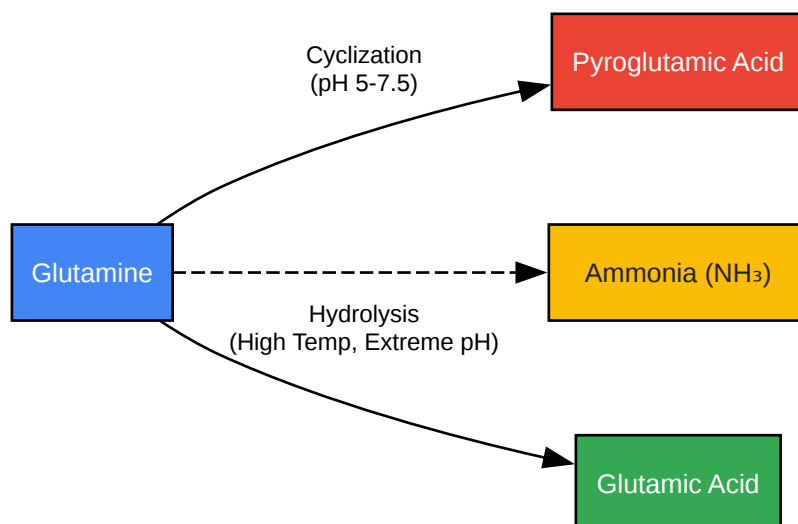 Cyclization
(pH 5-7.5)
Pyroglutamic Acid
Glutamine
Ammonia (NH₃)
Hydrolysis
(High Temp, Extreme pH)
Glutamic Acid